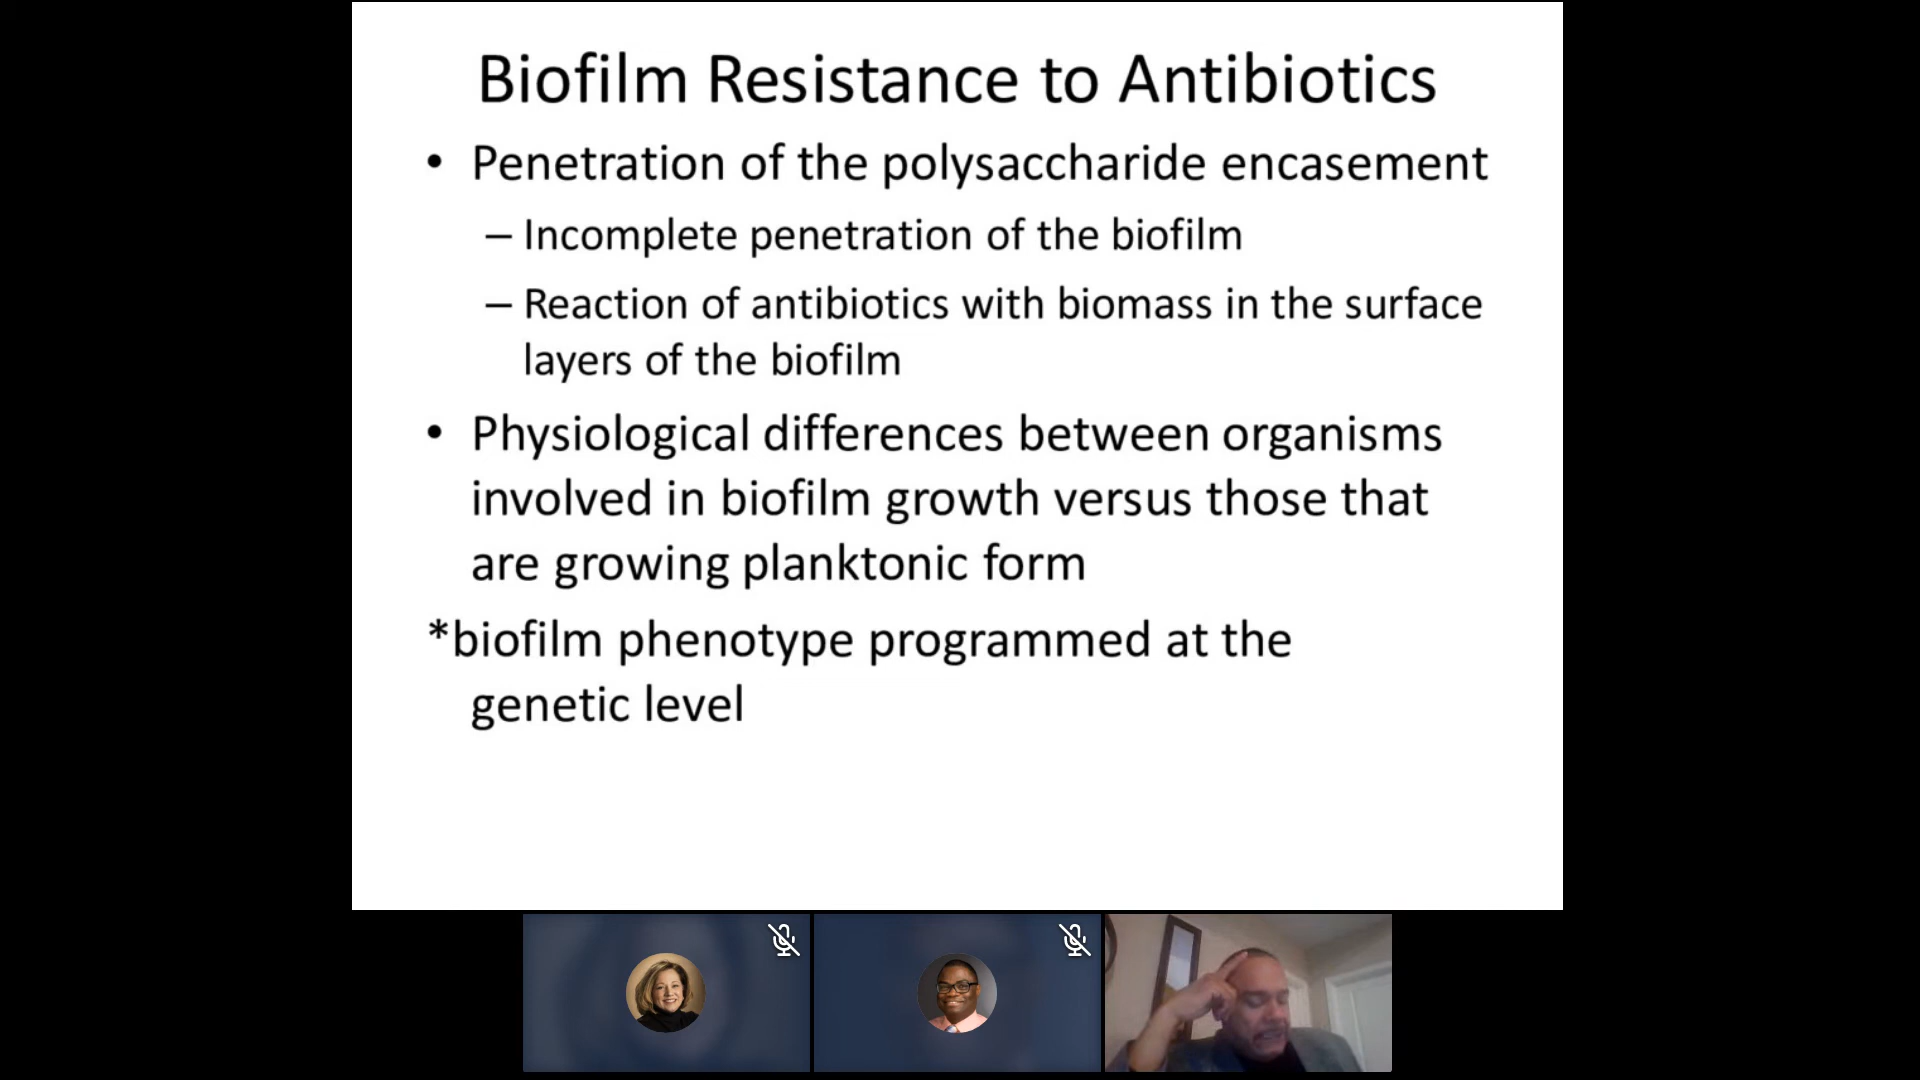 Biofilm Resistance to Antibiotics
• Penetration of the polysaccharide encasement
– Incomplete penetration of the biofilm
– Reaction of antibiotics with biomass in the surface
layers of the biofilm
• Physiological differences between organisms
involved in biofilm growth versus those that
are growing planktonic form
*biofilm phenotype programmed at the
genetic level